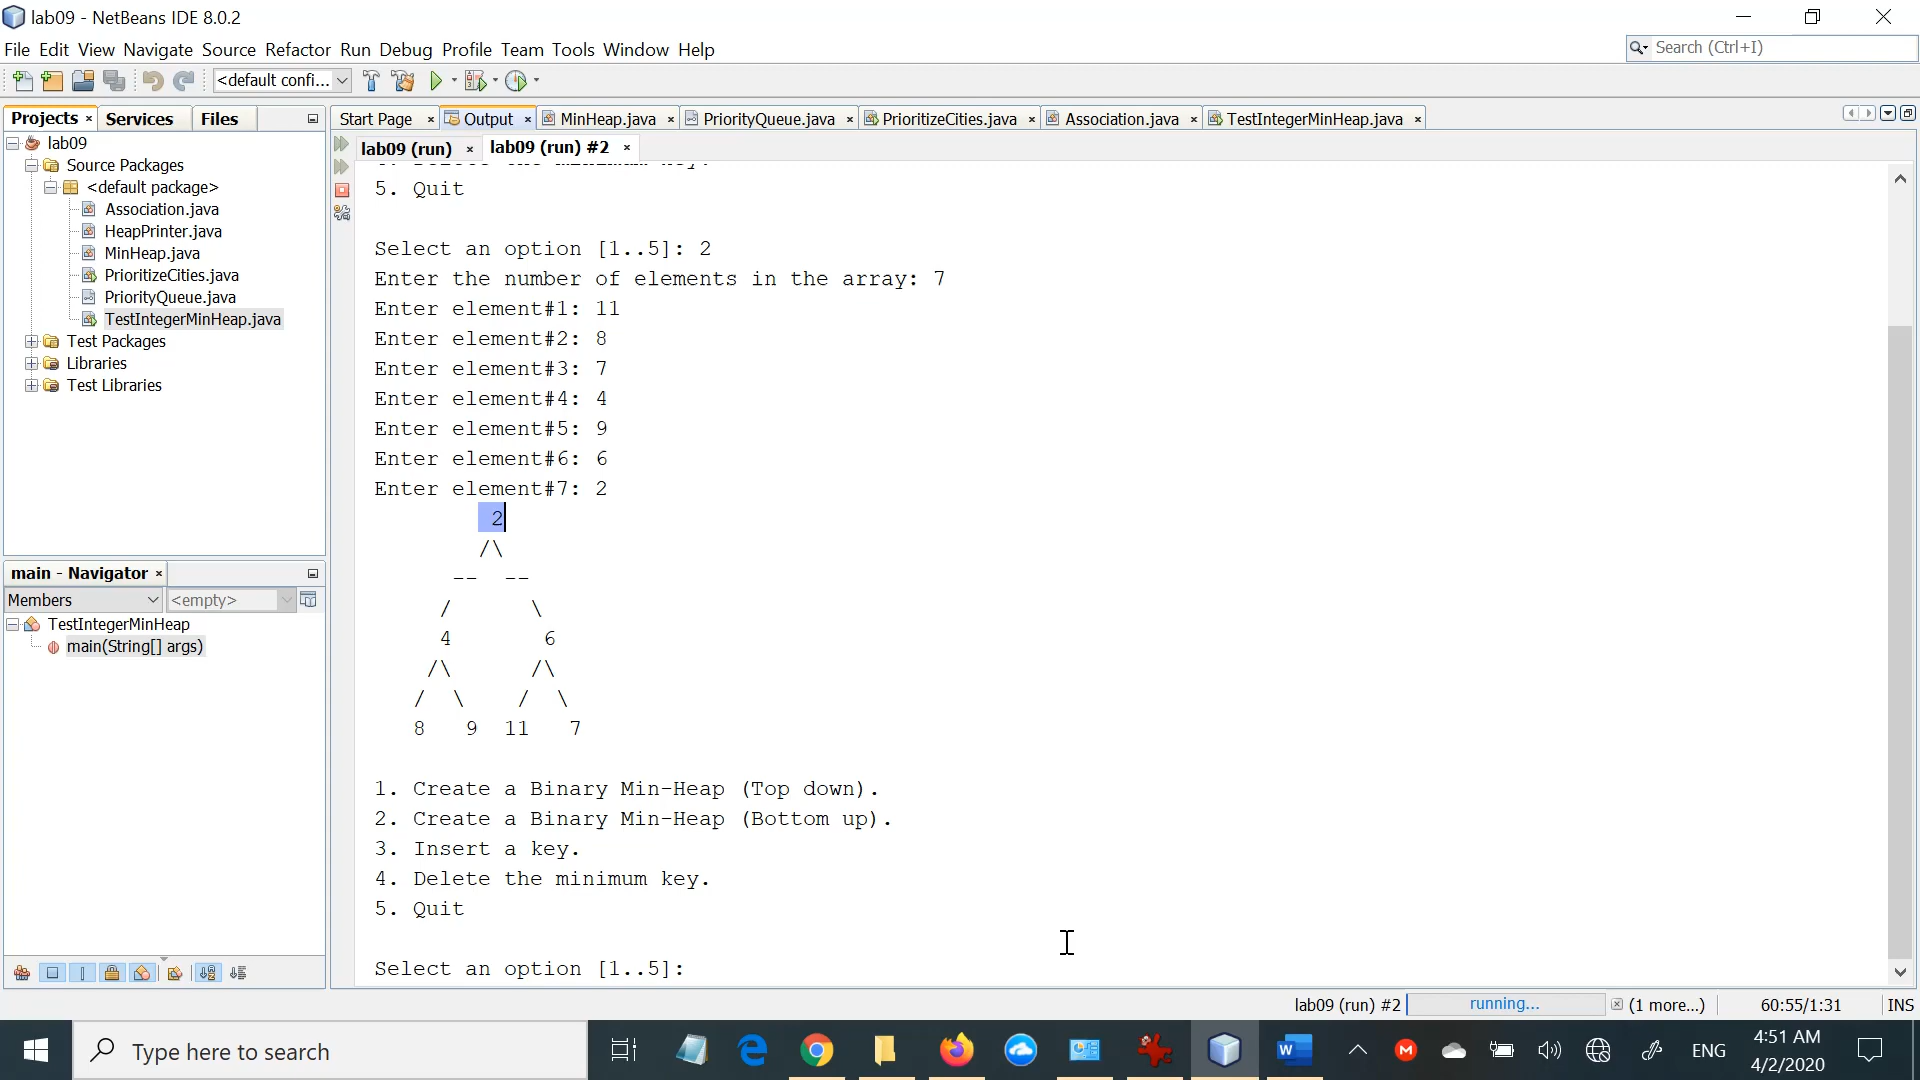 lab09 - NetBeans IDE 8.0.2
File Edit View Navigate Source Refactor Run Debug Profile Team Tools Window Help
Search (Ctrl+I)
<default confi...
Projects Services Files
Start Page Output MinHeap.java PriorityQueue.java PrioritizeCities.java Association.java TestIntegerMinHeap.java
lab09 (run) lab09 (run) #2
lab09
Source Packages
<default package>
Association.java
HeapPrinter.java
MinHeap.java
PrioritizeCities.java
PriorityQueue.java
TestIntegerMinHeap.java
Test Packages
Libraries
Test Libraries
main - Navigator
Members <empty>
TestIntegerMinHeap
main(String[] args)
5. Quit
Select an option [1..5]: 2
Enter the number of elements in the array: 7
Enter element#1: 11
Enter element#2: 8
Enter element#3: 7
Enter element#4: 4
Enter element#5: 9
Enter element#6: 6
Enter element#7: 2
2
/\
-- --
/ \
4 6
/\ /\
/ \ / \
8 9 11 7
1. Create a Binary Min-Heap (Top down).
2. Create a Binary Min-Heap (Bottom up).
3. Insert a key.
4. Delete the minimum key.
5. Quit
Select an option [1..5]:
lab09 (run) #2 running... (1 more...) 60:55/1:31 INS
Type here to search
ENG
4:51 AM
4/2/2020